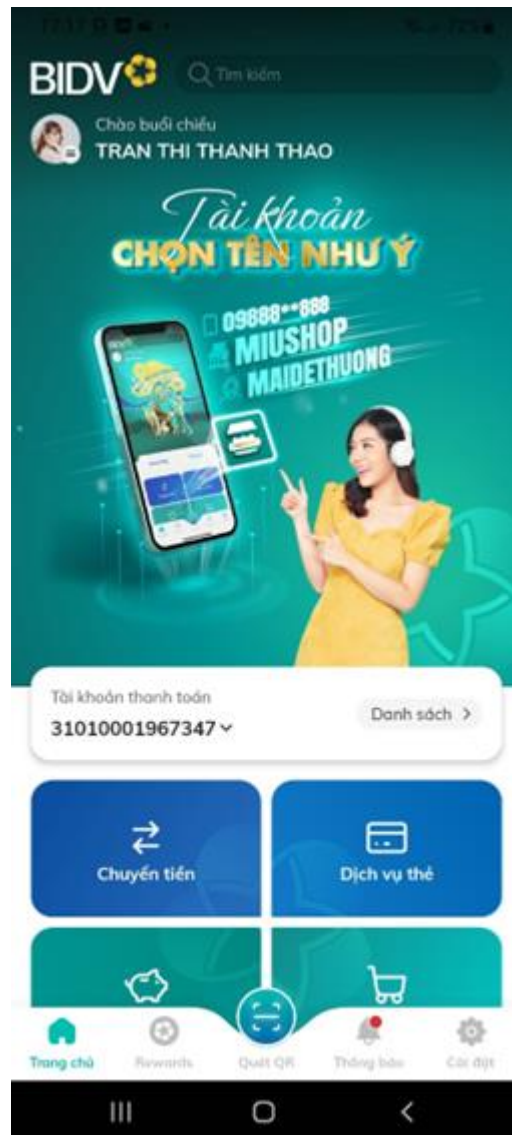 BIDV
Tìm kiếm
Chào buổi chiều
TRAN THI THANH THAO
Tài khoản
CHỌN TÊN NHƯ Ý
09888**888
MIUSHOP
MAIDETHUONG
Tài khoản thanh toán
31010001967347
Danh sách
Chuyển tiền
Dịch vụ thẻ
Trang chủ
Rewards
Quét QR
Thông báo
Cài đặt